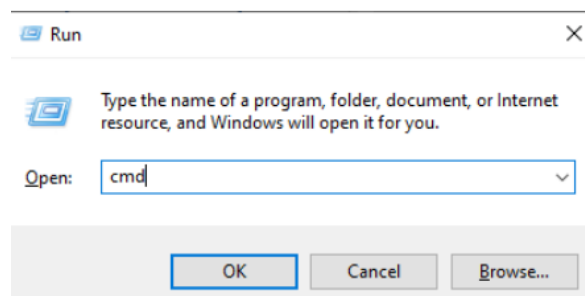 Run
Type the name of a program, folder, document, or Internet
resource, and Windows will open it for you.
Open: cmd
OK Cancel Browse...